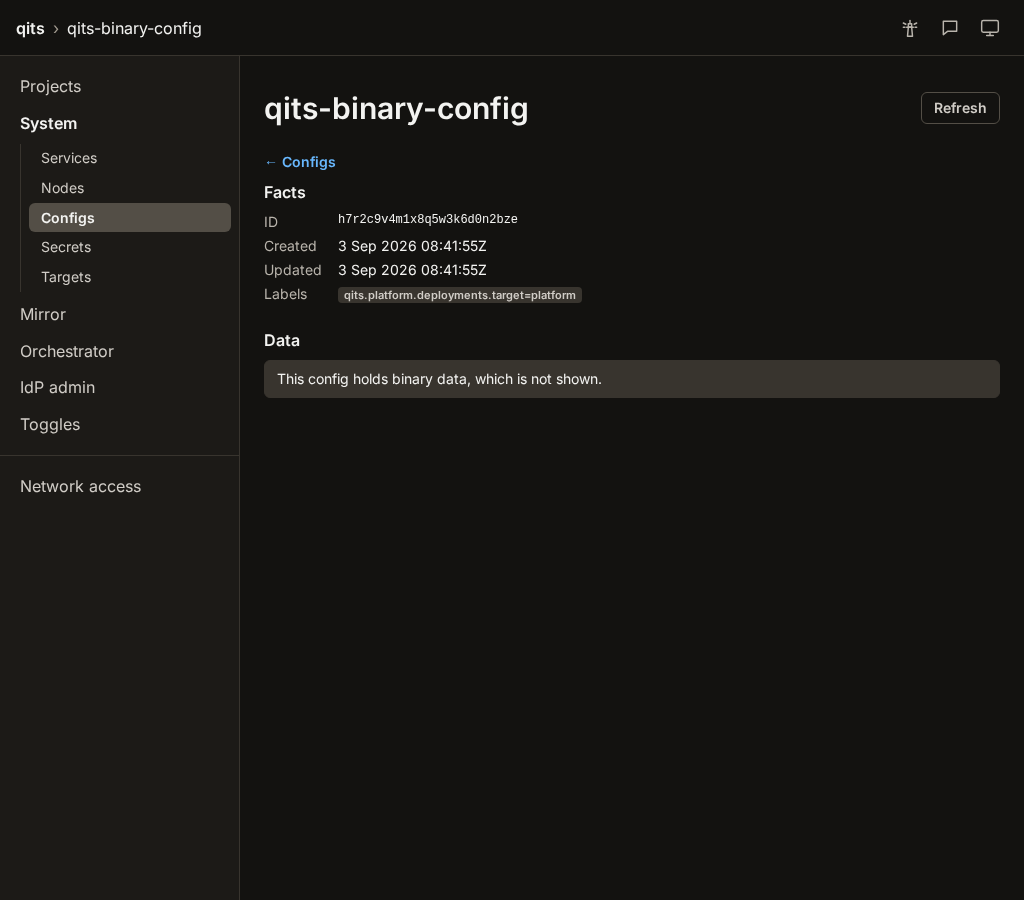 qits › qits-binary-config
Projects
System
Services
Nodes
Configs
Secrets
Targets
Mirror
Orchestrator
IdP admin
Toggles
Network access
qits-binary-config
Refresh
← Configs
Facts
ID h7r2c9v4m1x8q5w3k6d0n2bze
Created 3 Sep 2026 08:41:55Z
Updated 3 Sep 2026 08:41:55Z
Labels qits.platform.deployments.target=platform
Data
This config holds binary data, which is not shown.